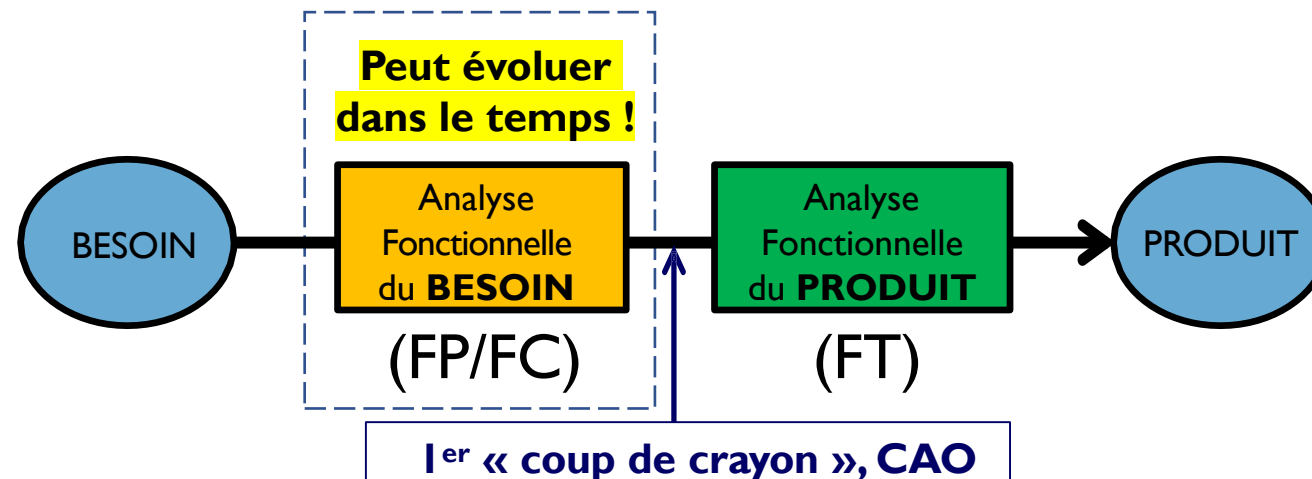 Peut évoluer
dans le temps !
BESOIN
Analyse
Fonctionnelle
du BESOIN
(FP/FC)
Analyse
Fonctionnelle
du PRODUIT
(FT)
PRODUIT
1er « coup de crayon », CAO